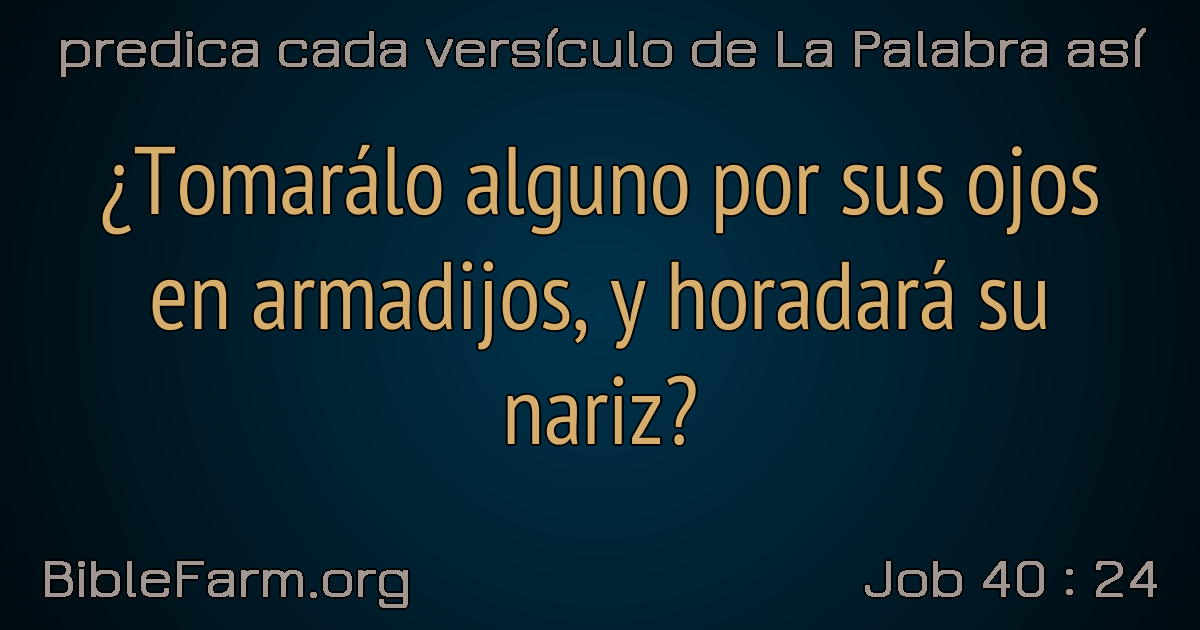 predica cada versículo de La Palabra así
¿Tomarálo alguno por sus ojos
en armadijos, y horadará su
nariz?
BibleFarm.org
Job 40 : 24